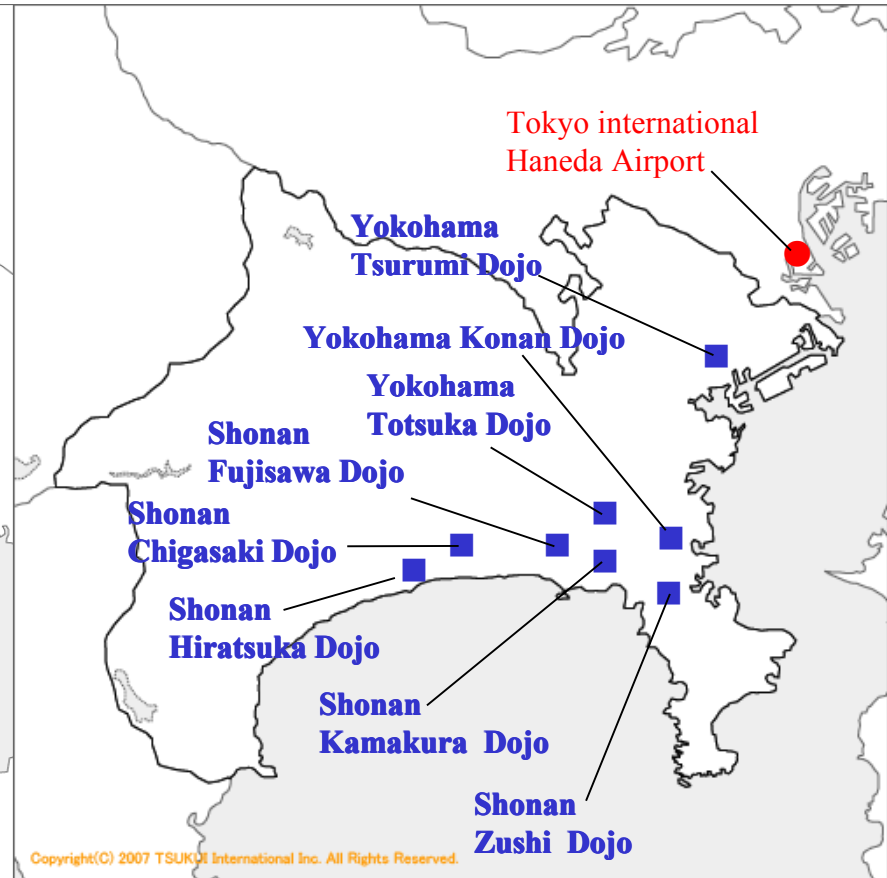 Tokyo international
Haneda Airport
Yokohama
Tsurumi Dojo
Yokohama Konan Dojo
Yokohama
Totsuka Dojo
Shonan
Fujisawa Dojo
Shonan
Chigasaki Dojo
Shonan
Hiratsuka Dojo
Shonan
Kamakura Dojo
Shonan
Zushi Dojo
Copyright(C) 2007 TSUKUI International Inc. All Rights Reserved.